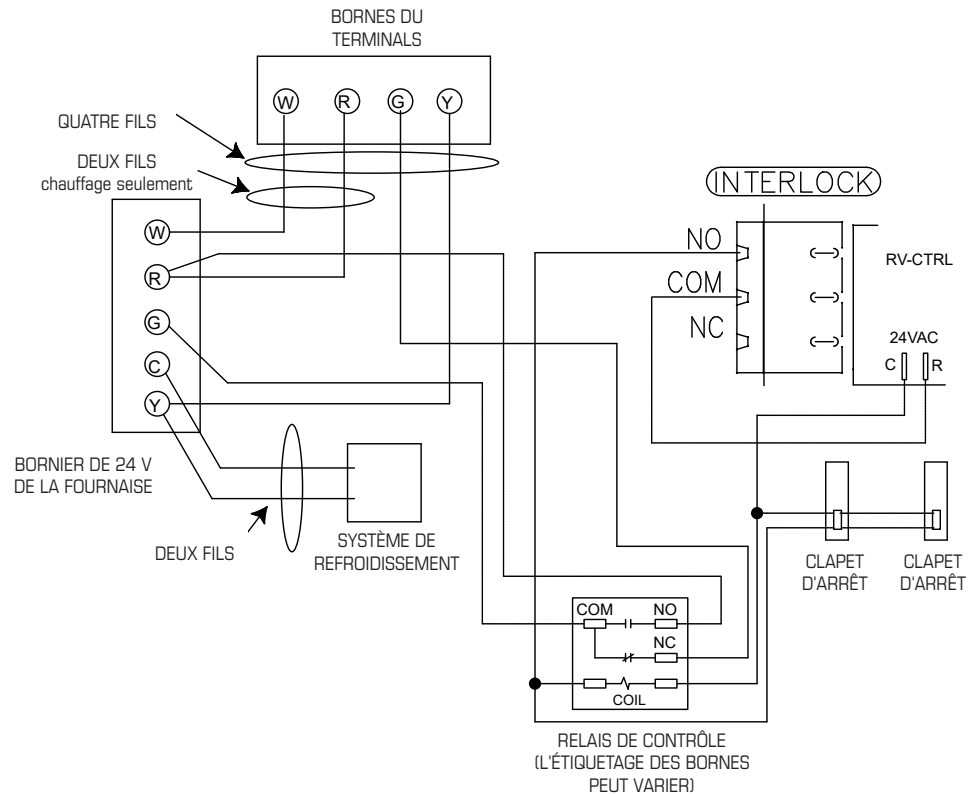 BORNES DU
TERMINALS
W R G Y
QUATRE FILS
DEUX FILS
chauffage seulement
W
R
G
C
Y
BORNIER DE 24 V
DE LA FOURNAISE
DEUX FILS
SYSTÈME DE
REFROIDISSEMENT
INTERLOCK
NO
COM
NC
RV-CTRL
24VAC
C R
CLAPET
D'ARRÊT
CLAPET
D'ARRÊT
COM NO
NC
COIL
RELAIS DE CONTRÔLE
(L'ÉTIQUETAGE DES BORNES
PEUT VARIER)